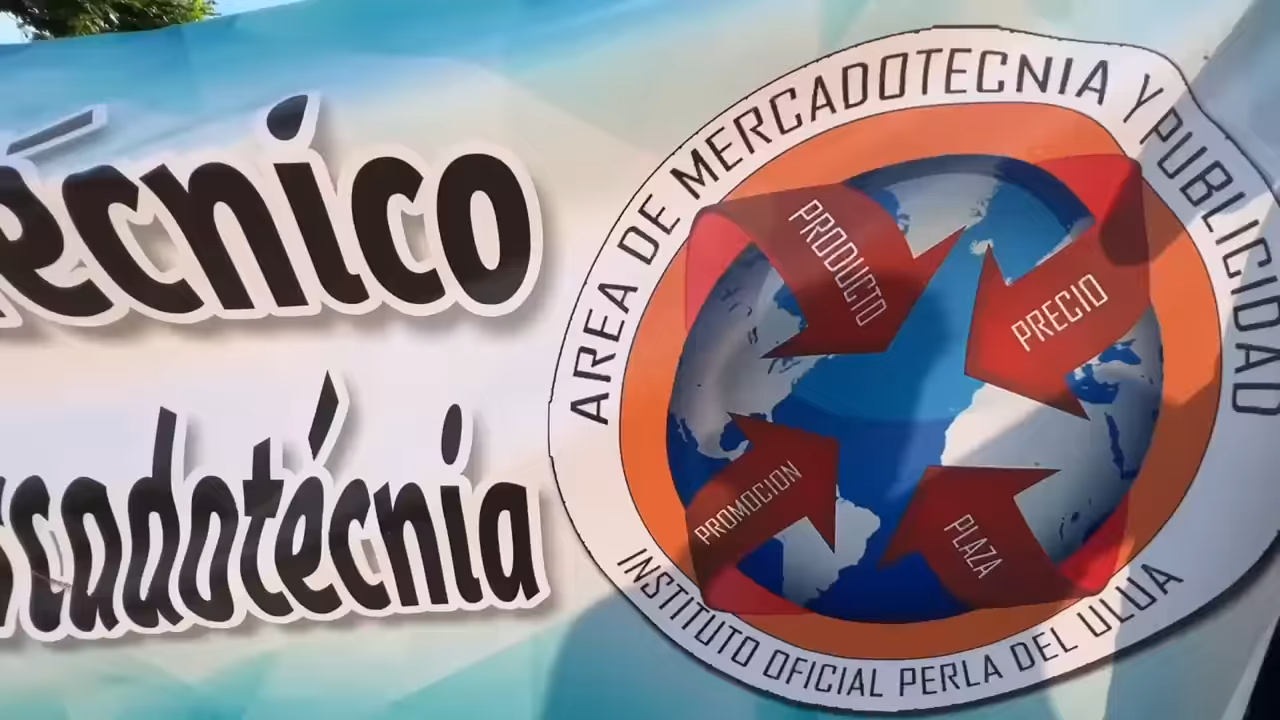 écnico
rcadotécnia
AREA DE MERCADOTECNIA Y PUBLICIDAD
PRODUCTO
PRECIO
PROMOCION
PLAZA
INSTITUTO OFICIAL PERLA DEL ULUA